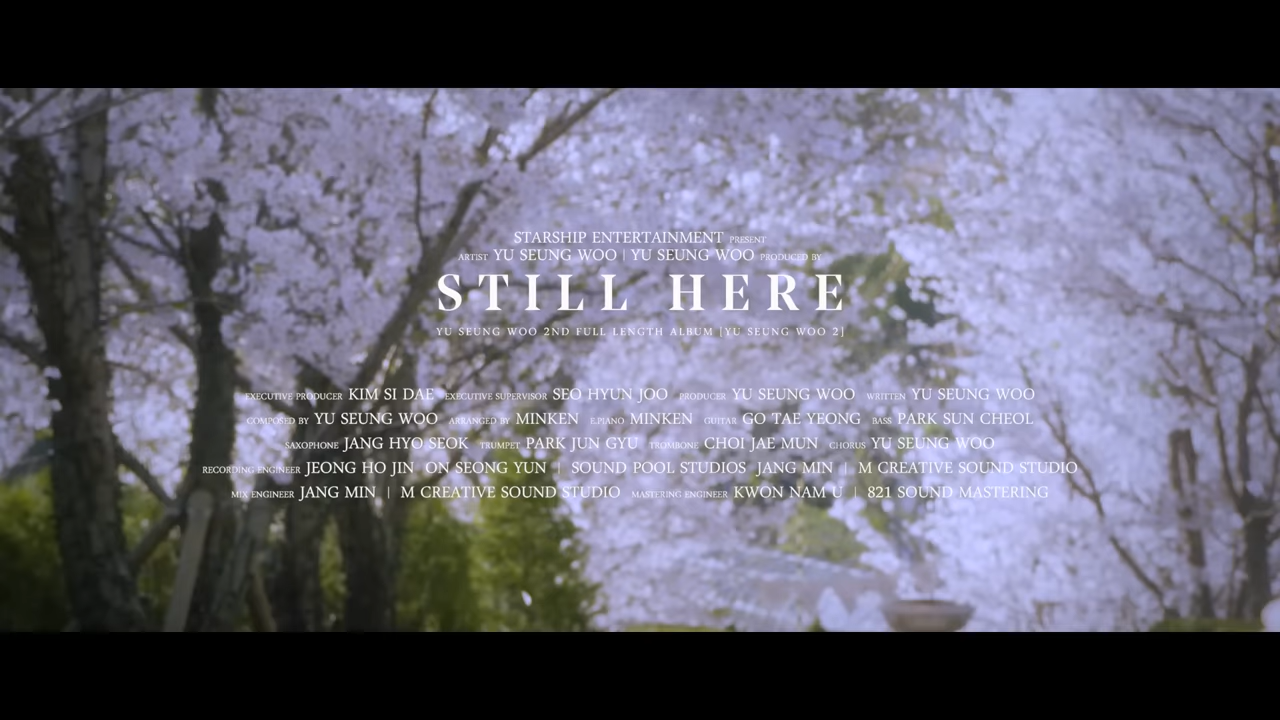 STARSHIP ENTERTAINMENT PRESENT
ARTIST YU SEUNG WOO | YU SEUNG WOO PRODUCED BY
STILL HERE
YU SEUNG WOO 2ND FULL LENGTH ALBUM [YU SEUNG WOO 2]
EXECUTIVE PRODUCER KIM SI DAE EXECUTIVE SUPERVISOR SEO HYUN JOO PRODUCER YU SEUNG WOO WRITTEN YU SEUNG WOO
COMPOSED BY YU SEUNG WOO ARRANGED BY MINKEN E.PIANO MINKEN GUITAR GO TAE YEONG BASS PARK SUN CHEOL
SAXOPHONE JANG HYO SEOK TRUMPET PARK JUN GYU TROMBONE CHOI JAE MUN CHORUS YU SEUNG WOO
RECORDING ENGINEER JEONG HO JIN ON SEONG YUN | SOUND POOL STUDIOS JANG MIN | M CREATIVE SOUND STUDIO
MIX ENGINEER JANG MIN | M CREATIVE SOUND STUDIO MASTERING ENGINEER KWON NAM U | 821 SOUND MASTERING